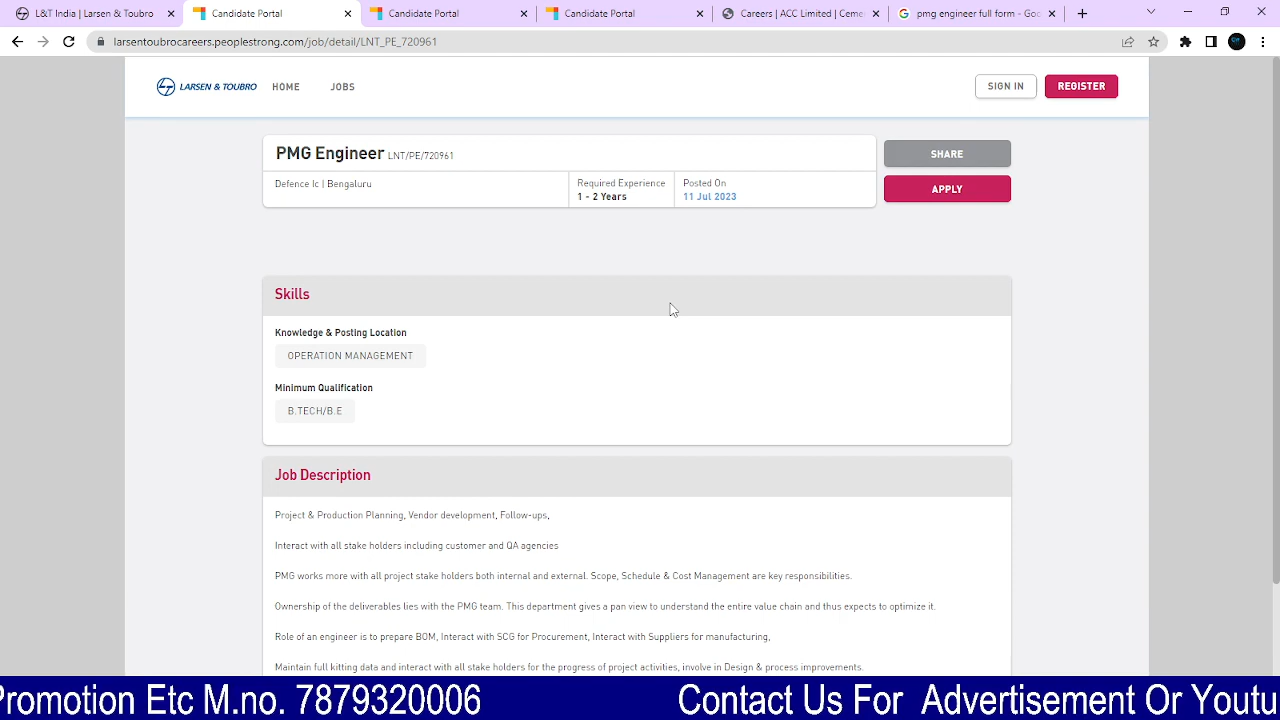 L&T India | Larsen & Toubro
Candidate Portal
Candidate Portal
Candidate Portal
Careers | ACC Limited | Ceme
pmg engineer full form - Goo
larsentoubrocareers.peoplestrong.com/job/detail/LNT_PE_720961
LARSEN & TOUBRO
HOME
JOBS
SIGN IN
REGISTER
PMG Engineer LNT/PE/720961
SHARE
Defence Ic | Bengaluru
Required Experience
1 - 2 Years
Posted On
11 Jul 2023
APPLY
Skills
Knowledge & Posting Location
OPERATION MANAGEMENT
Minimum Qualification
B.TECH/B.E
Job Description
Project & Production Planning, Vendor development, Follow-ups,
Interact with all stake holders including customer and QA agencies
PMG works more with all project stake holders both internal and external. Scope, Schedule & Cost Management are key responsibilities.
Ownership of the deliverables lies with the PMG team. This department gives a pan view to understand the entire value chain and thus expects to optimize it.
Role of an engineer is to prepare BOM, Interact with SCG for Procurement, Interact with Suppliers for manufacturing,
Maintain full kitting data and interact with all stake holders for the progress of project activities, involve in Design & process improvements.
Promotion Etc M.no. 7879320006 Contact Us For Advertisement Or Youtu